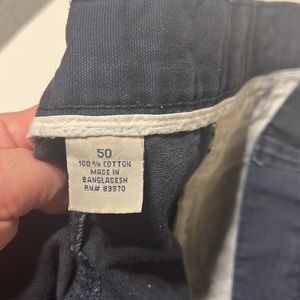 50
100% COTTON
MADE IN
BANGLADESH
RN# 89870